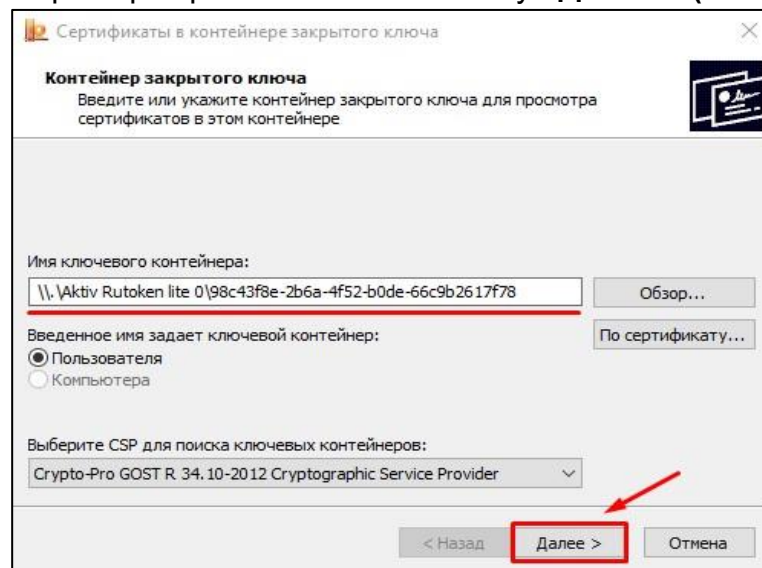 Сертификаты в контейнере закрытого ключа
Контейнер закрытого ключа
Введите или укажите контейнер закрытого ключа для просмотра
сертификатов в этом контейнере
Имя ключевого контейнера:
\\.\Aktiv Rutoken lite 0\98c43f8e-2b6a-4f52-b0de-66c9b2617f78
Обзор...
Введенное имя задает ключевой контейнер:
По сертификату...
Пользователя
Компьютера
Выберите CSP для поиска ключевых контейнеров:
Crypto-Pro GOST R 34.10-2012 Cryptographic Service Provider
< Назад Далее > Отмена